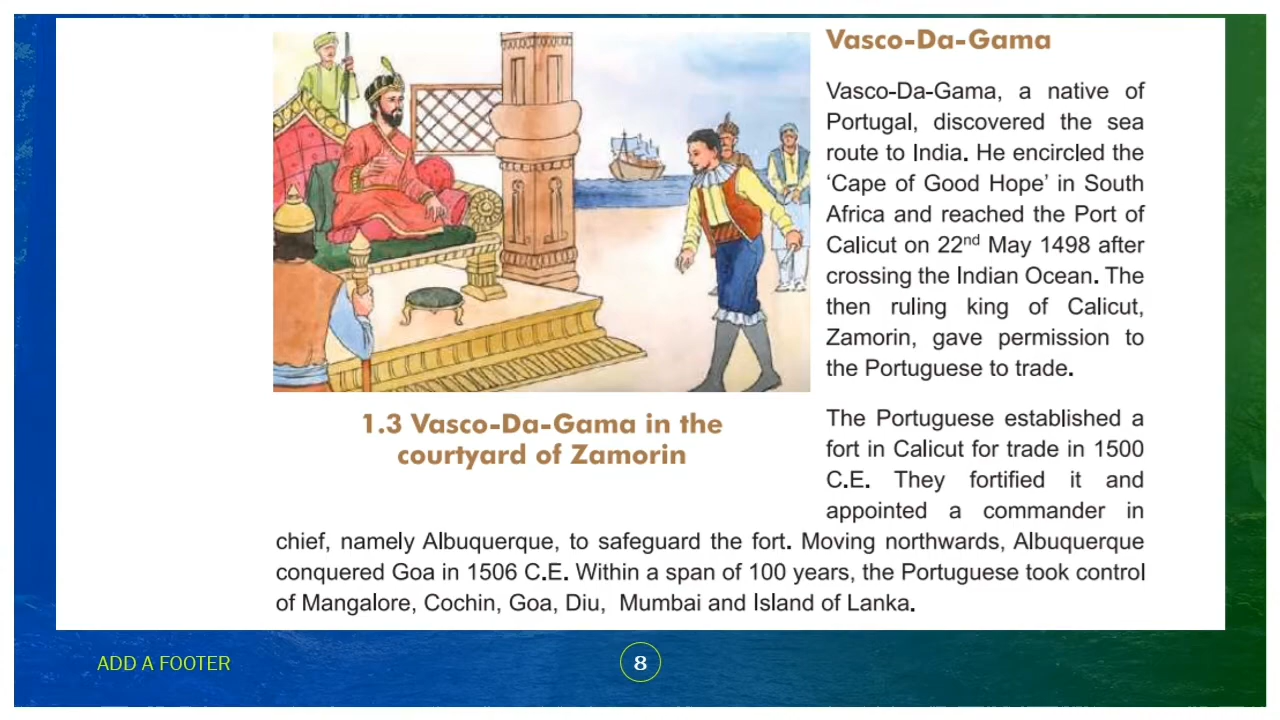 Vasco-Da-Gama
Vasco-Da-Gama, a native of
Portugal, discovered the sea
route to India. He encircled the
‘Cape of Good Hope’ in South
Africa and reached the Port of
Calicut on 22nd May 1498 after
crossing the Indian Ocean. The
then ruling king of Calicut,
Zamorin, gave permission to
the Portuguese to trade.
1.3 Vasco-Da-Gama in the
courtyard of Zamorin
The Portuguese established a
fort in Calicut for trade in 1500
C.E. They fortified it and
appointed a commander in
chief, namely Albuquerque, to safeguard the fort. Moving northwards, Albuquerque
conquered Goa in 1506 C.E. Within a span of 100 years, the Portuguese took control
of Mangalore, Cochin, Goa, Diu, Mumbai and Island of Lanka.
ADD A FOOTER
8